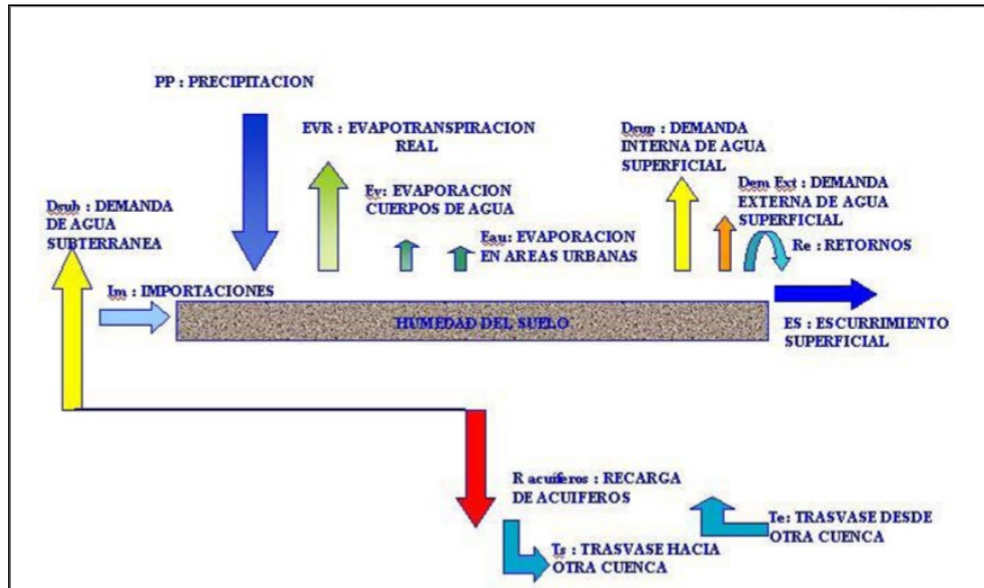 PP : PRECIPITACION
EVR : EVAPOTRANSPIRACION
REAL
Dsup : DEMANDA
INTERNA DE AGUA
SUPERFICIAL
Ev: EVAPORACION
CUERPOS DE AGUA
Dem Ext : DEMANDA
EXTERNA DE AGUA
SUPERFICIAL
Dsub : DEMANDA
DE AGUA
SUBTERRANEA
Eau: EVAPORACION
EN AREAS URBANAS
Re : RETORNOS
Im : IMPORTACIONES
HUMEDAD DEL SUELO
ES : ESCURRIMIENTO
SUPERFICIAL
R acuíferos : RECARGA
DE ACUIFEROS
Te: TRASVASE DESDE
OTRA CUENCA
Ts : TRASVASE HACIA
OTRA CUENCA